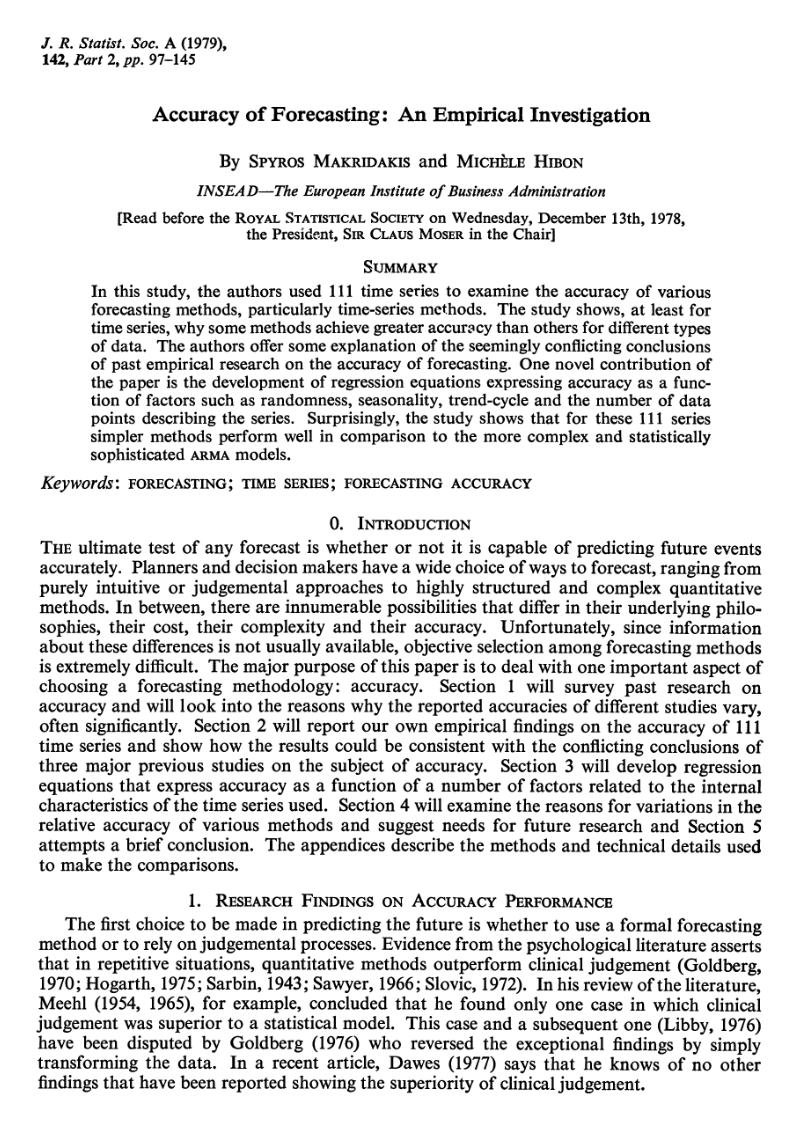 J. R. Statist. Soc. A (1979),
142, Part 2, pp. 97–145
Accuracy of Forecasting: An Empirical Investigation
By Spyros Makridakis and Michèle Hibon
INSEAD—The European Institute of Business Administration
[Read before the Royal Statistical Society on Wednesday, December 13th, 1978,
the President, Sir Claus Moser in the Chair]
Summary
In this study, the authors used 111 time series to examine the accuracy of various
forecasting methods, particularly time-series methods. The study shows, at least for
time series, why some methods achieve greater accuracy than others for different types
of data. The authors offer some explanation of the seemingly conflicting conclusions
of past empirical research on the accuracy of forecasting. One novel contribution of
the paper is the development of regression equations expressing accuracy as a func-
tion of factors such as randomness, seasonality, trend-cycle and the number of data
points describing the series. Surprisingly, the study shows that for these 111 series
simpler methods perform well in comparison to the more complex and statistically
sophisticated ARMA models.
Keywords: FORECASTING; TIME SERIES; FORECASTING ACCURACY
0. Introduction
The ultimate test of any forecast is whether or not it is capable of predicting future events
accurately. Planners and decision makers have a wide choice of ways to forecast, ranging from
purely intuitive or judgemental approaches to highly structured and complex quantitative
methods. In between, there are innumerable possibilities that differ in their underlying philo-
sophies, their cost, their complexity and their accuracy. Unfortunately, since information
about these differences is not usually available, objective selection among forecasting methods
is extremely difficult. The major purpose of this paper is to deal with one important aspect of
choosing a forecasting methodology: accuracy. Section 1 will survey past research on
accuracy and will look into the reasons why the reported accuracies of different studies vary,
often significantly. Section 2 will report our own empirical findings on the accuracy of 111
time series and show how the results could be consistent with the conflicting conclusions of
three major previous studies on the subject of accuracy. Section 3 will develop regression
equations that express accuracy as a function of a number of factors related to the internal
characteristics of the time series used. Section 4 will examine the reasons for variations in the
relative accuracy of various methods and suggest needs for future research and Section 5
attempts a brief conclusion. The appendices describe the methods and technical details used
to make the comparisons.
1. Research Findings on Accuracy Performance
The first choice to be made in predicting the future is whether to use a formal forecasting
method or to rely on judgemental processes. Evidence from the psychological literature asserts
that in repetitive situations, quantitative methods outperform clinical judgement (Goldberg,
1970; Hogarth, 1975; Sarbin, 1943; Sawyer, 1966; Slovic, 1972). In his review of the literature,
Meehl (1954, 1965), for example, concluded that he found only one case in which clinical
judgement was superior to a statistical model. This case and a subsequent one (Libby, 1976)
have been disputed by Goldberg (1976) who reversed the exceptional findings by simply
transforming the data. In a recent article, Dawes (1977) says that he knows of no other
findings that have been reported showing the superiority of clinical judgement.